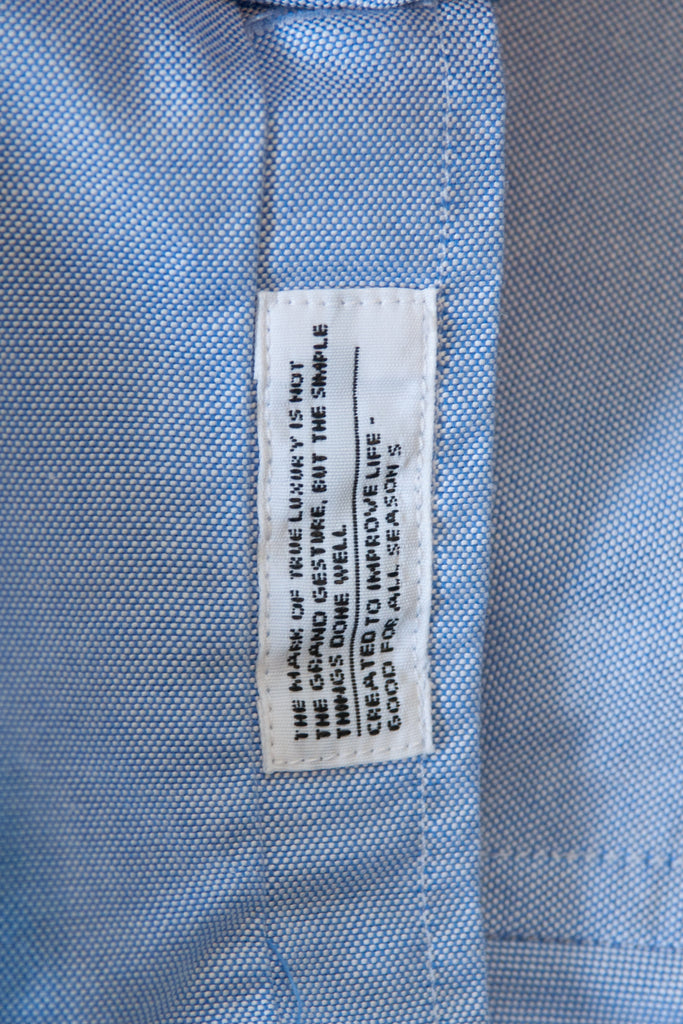 THE MARK OF TRUE LUXURY IS NOT
THE GRAND GESTURE, BUT THE SIMPLE
THINGS DONE WELL
CREATED TO IMPROVE LIFE -
GOOD FOR ALL SEASONS